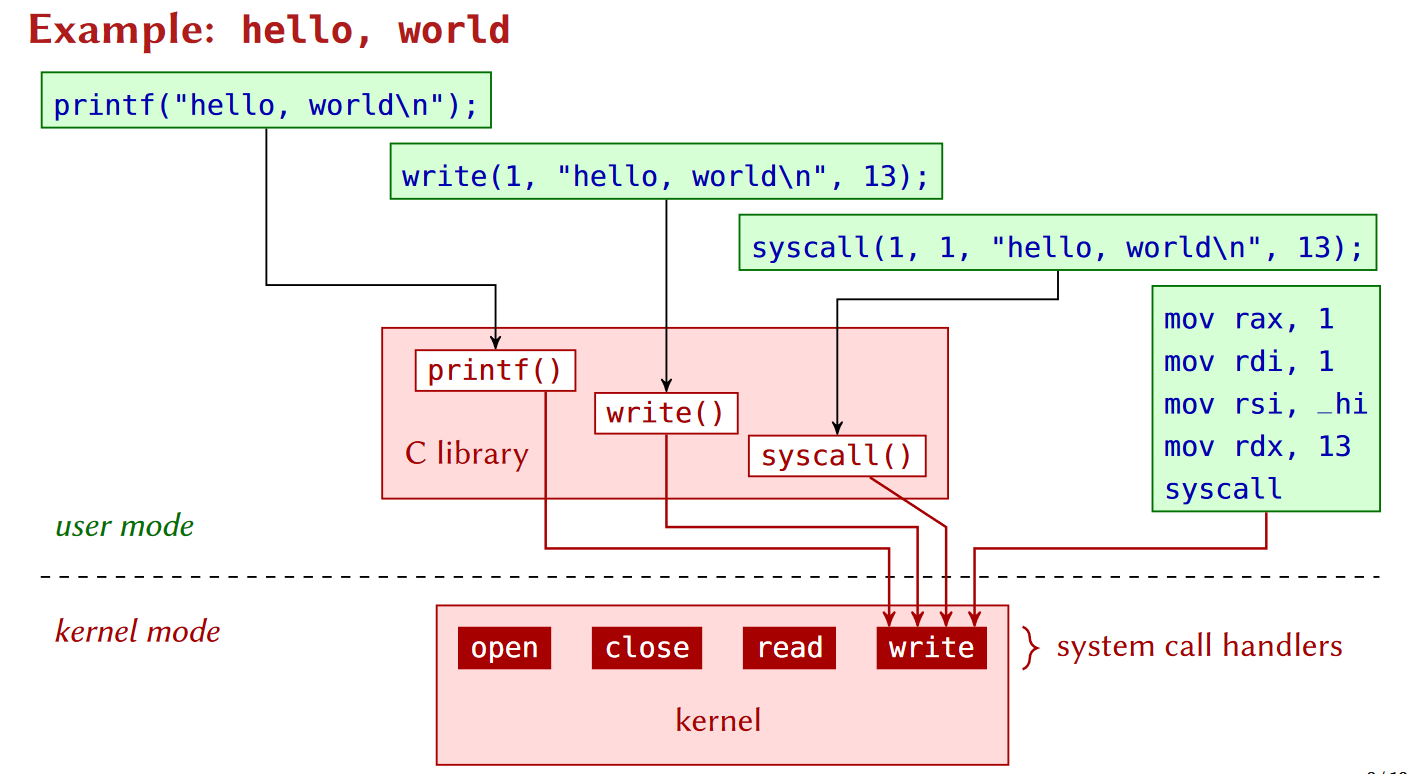 Example: hello, world
printf("hello, world\n");
write(1, "hello, world\n", 13);
syscall(1, 1, "hello, world\n", 13);
mov rax, 1
mov rdi, 1
mov rsi, _hi
mov rdx, 13
syscall
printf()
write()
syscall()
C library
user mode
kernel mode
open close read write
system call handlers
kernel